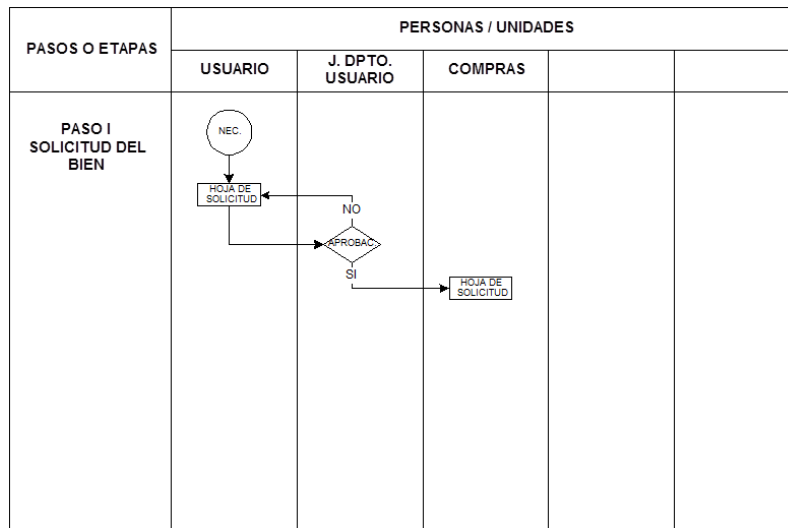 PERSONAS / UNIDADES
PASOS O ETAPAS
USUARIO
J. DPTO.
USUARIO
COMPRAS
PASO I
SOLICITUD DEL
BIEN
NEC.
HOJA DE
SOLICITUD
NO
APROBAC
SI
HOJA DE
SOLICITUD